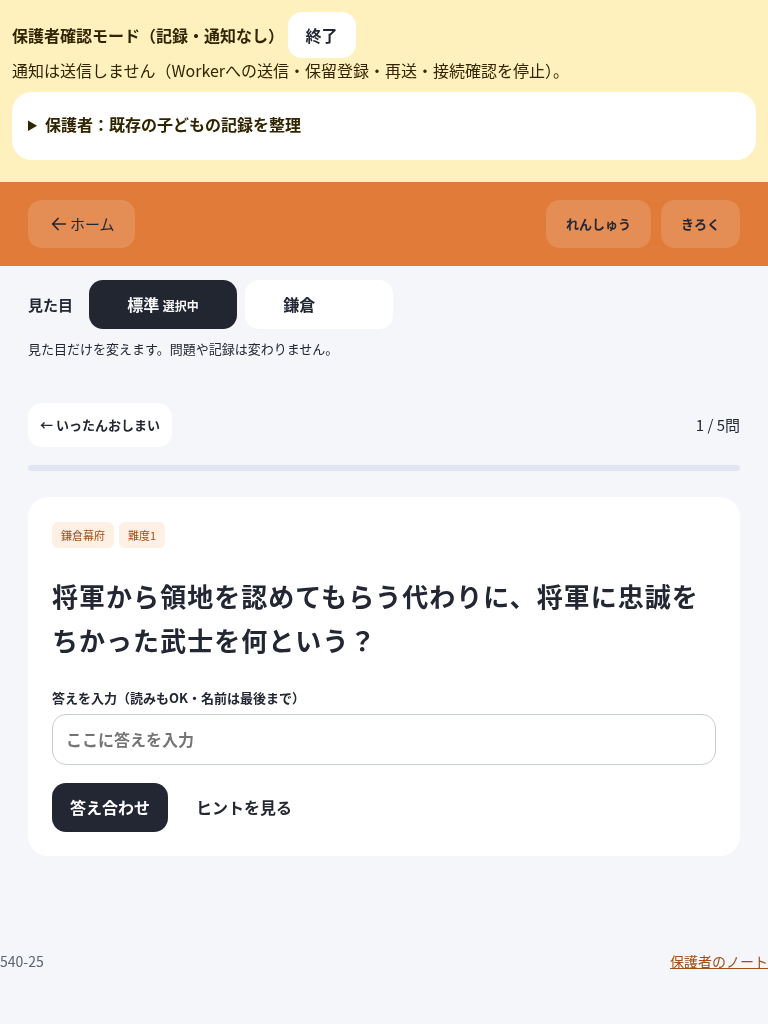 保護者確認モード（記録・通知なし） 終了
通知は送信しません（Workerへの送信・保留登録・再送・接続確認を停止）。
▶ 保護者：既存の子どもの記録を整理
← ホーム れんしゅう きろく
見た目 標準 選択中 鎌倉
見た目だけを変えます。問題や記録は変わりません。
← いったんおしまい 1 / 5問
鎌倉幕府 難度1
将軍から領地を認めてもらう代わりに、将軍に忠誠を
ちかった武士を何という？
答えを入力（読みもOK・名前は最後まで）
ここに答えを入力
答え合わせ ヒントを見る
540-25 保護者のノート